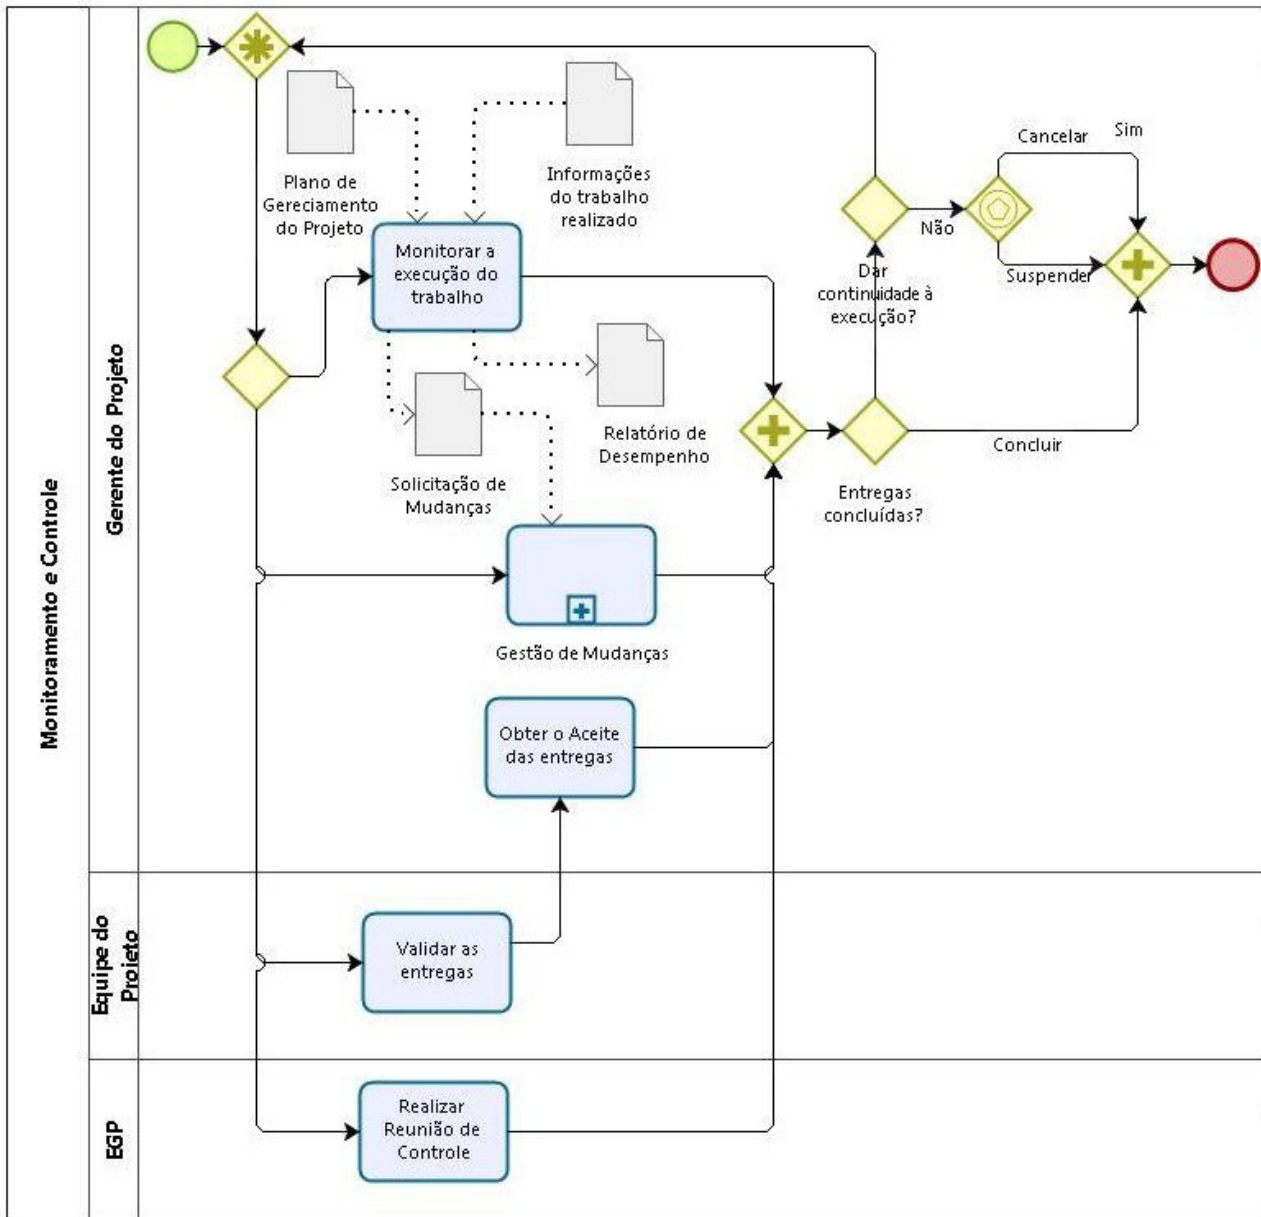 Monitoramento e Controle
Gerente do Projeto
Plano de
Gereciamento
do Projeto
Informações
do trabalho
realizado
Monitorar a
execução do
trabalho
Cancelar
Sim
Não
Suspender
Dar
continuidade à
execução?
Relatório de
Desempenho
Solicitação de
Mudanças
Concluir
Entregas
concluídas?
Gestão de Mudanças
Obter o Aceite
das entregas
Equipe do
Projeto
Validar as
entregas
EGP
Realizar
Reunião de
Controle